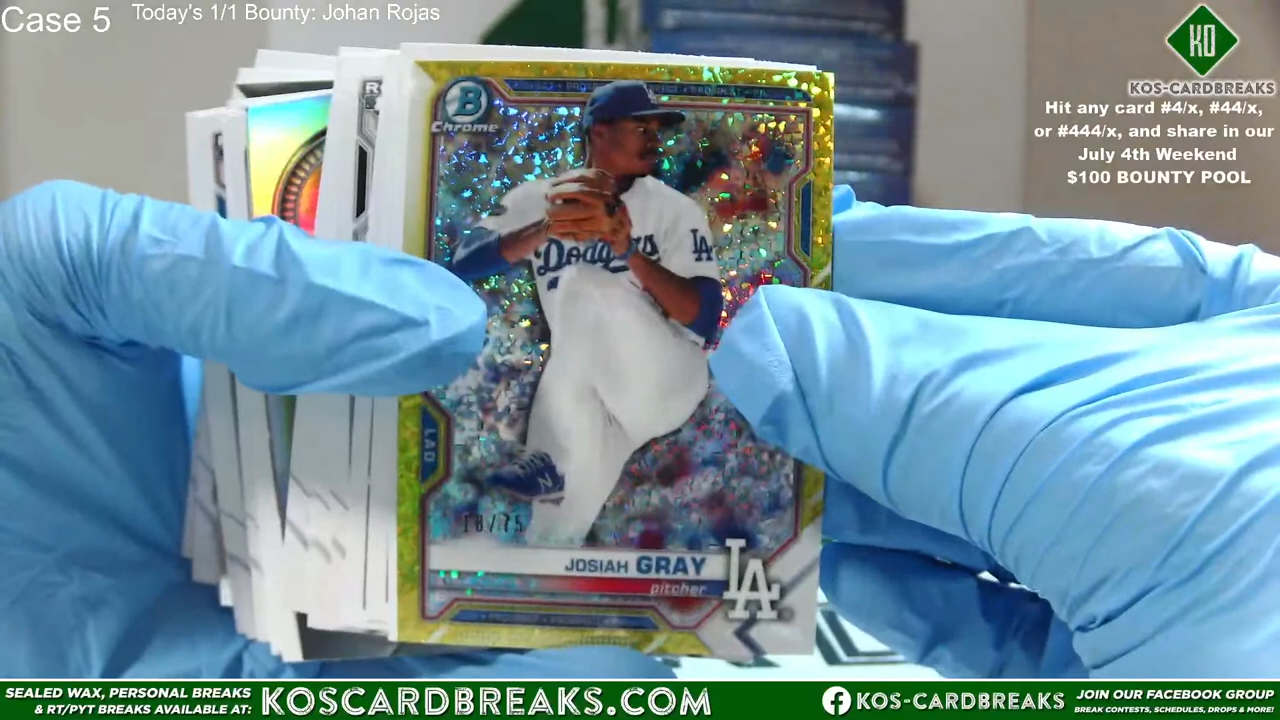 Case 5
Today's 1/1 Bounty: Johan Rojas
KO
KOS-CARDBREAKS
Hit any card #4/x, #44/x,
or #444/x, and share in our
July 4th Weekend
$100 BOUNTY POOL
B
Chrome
LA
Dodgers
LA
LAD
N
18/75
JOSIAH GRAY
pitcher
LA
SEALED WAX, PERSONAL BREAKS
& RT/PYT BREAKS AVAILABLE AT:
KOSCARDBREAKS.COM
KOS-CARDBREAKS
JOIN OUR FACEBOOK GROUP
BREAK CONTESTS, SCHEDULES, DROPS & MORE!